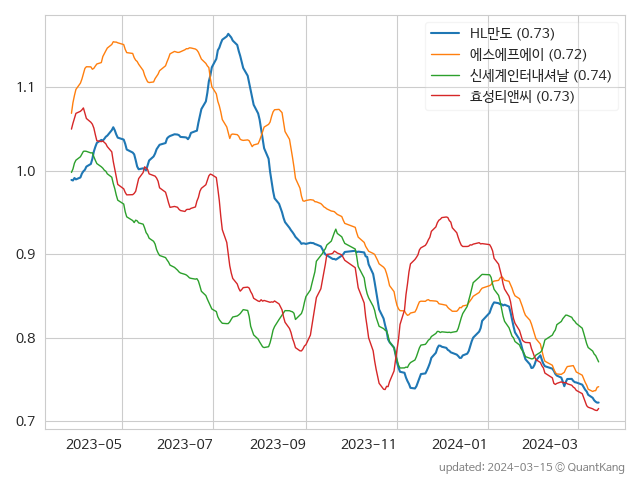 HL만도 (0.73)
에스에프에이 (0.72)
신세계인터내셔날 (0.74)
효성티앤씨 (0.73)
1.1
1.0
0.9
0.8
0.7
2023-05 2023-07 2023-09 2023-11 2024-01 2024-03
updated: 2024-03-15 © QuantKang